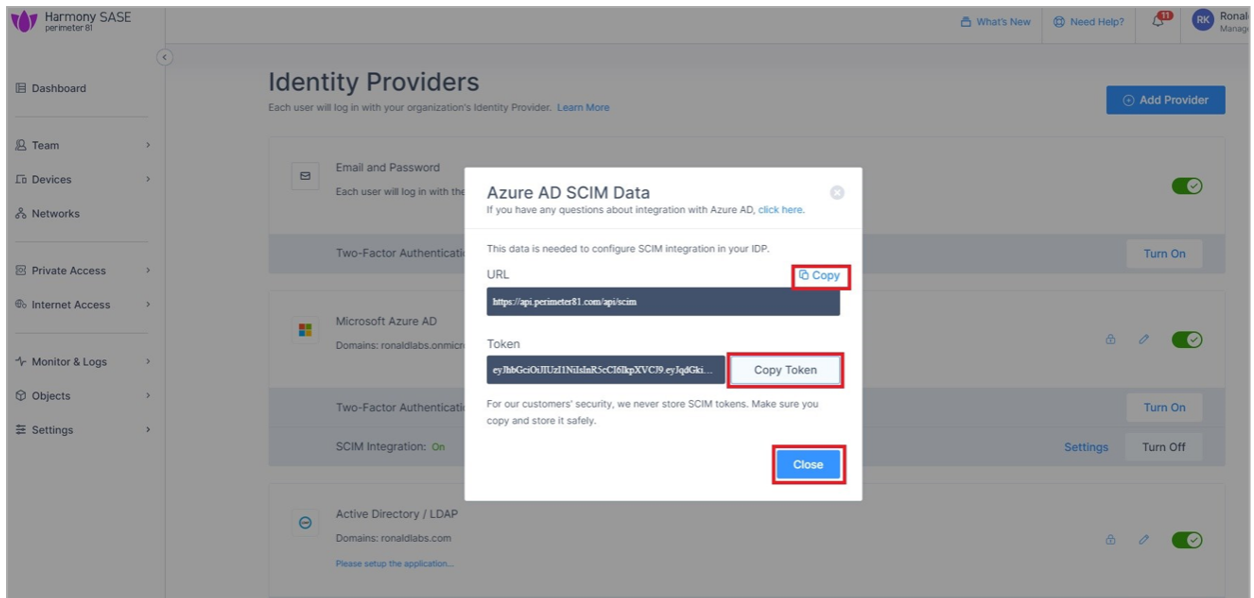 Harmony SASE
perimeter 81
What's New
Need Help?
11
RK
Ronal
Manag
Dashboard
Team
Devices
Networks
Private Access
Internet Access
Monitor & Logs
Objects
Settings
Identity Providers
Each user will log in with your organization's Identity Provider. Learn More
Add Provider
Email and Password
Each user will log in with the
Two-Factor Authenticati
Turn On
Microsoft Azure AD
Domains: ronaldlabs.onmicr
Two-Factor Authenticati
Turn On
SCIM Integration: On
Settings
Turn Off
Active Directory / LDAP
Domains: ronaldlabs.com
Please setup the application...
Azure AD SCIM Data
If you have any questions about integration with Azure AD, click here.
This data is needed to configure SCIM integration in your IDP.
URL
Copy
https://api.perimeter81.com/api/scim
Token
Copy Token
For our customers' security, we never store SCIM tokens. Make sure you
copy and store it safely.
Close